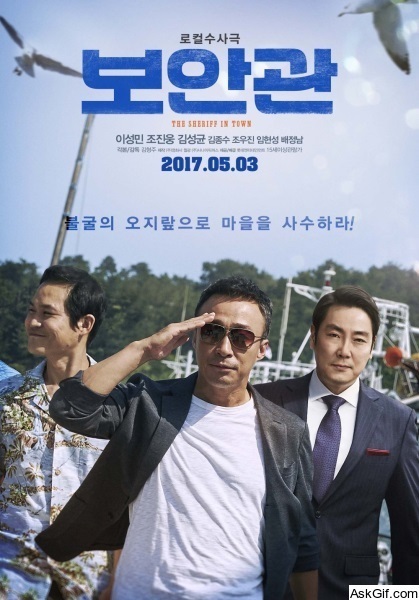 로컬수사극
보안관
THE SHERIFF IN TOWN
이성민 조진웅 김성균 김종수 조우진 임현성 배정남
2017.05.03
불굴의 오지랖으로 마을을 사수하라!
AskGif.com